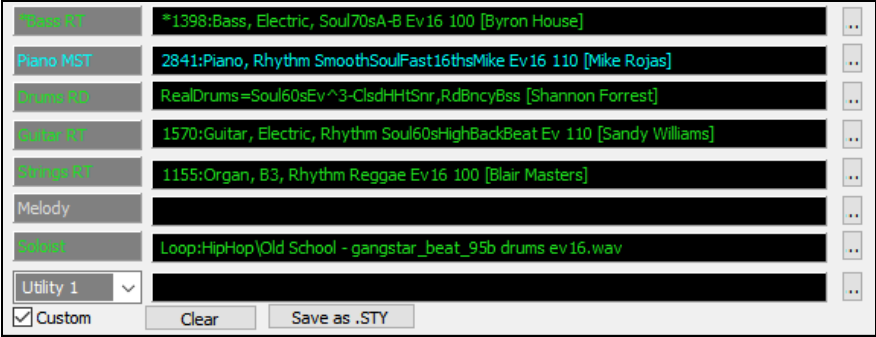 *Bass RT *1398:Bass, Electric, Soul70sA-B Ev16 100 [Byron House] ..
Piano MST 2841:Piano, Rhythm SmoothSoulFast16thsMike Ev16 110 [Mike Rojas] ..
Drums RD RealDrums=Soul60sEv^3-ClsdHHtSnr,RdBncyBss [Shannon Forrest] ..
Guitar RT 1570:Guitar, Electric, Rhythm Soul60sHighBackBeat Ev 110 [Sandy Williams] ..
Strings RT 1155:Organ, B3, Rhythm Reggae Ev16 100 [Blair Masters] ..
Melody ..
Soloist Loop:HipHop\Old School - gangstar_beat_95b drums ev16.wav ..
Utility 1 ..
Custom Clear Save as .STY